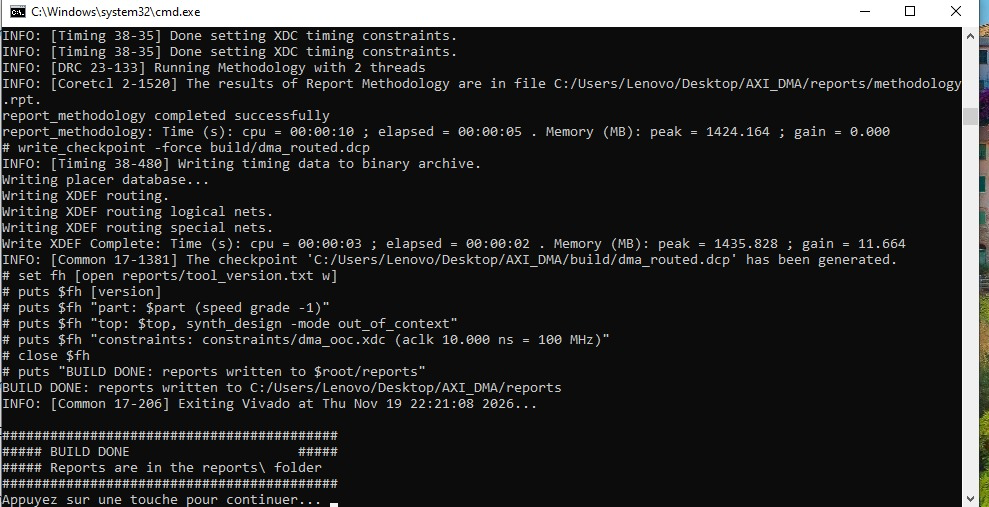 C:\Windows\system32\cmd.exe
INFO: [Timing 38-35] Done setting XDC timing constraints.
INFO: [Timing 38-35] Done setting XDC timing constraints.
INFO: [DRC 23-133] Running Methodology with 2 threads
INFO: [Coretcl 2-1520] The results of Report Methodology are in file C:/Users/Lenovo/Desktop/AXI_DMA/reports/methodology
.rpt.
report_methodology completed successfully
report_methodology: Time (s): cpu = 00:00:10 ; elapsed = 00:00:05 . Memory (MB): peak = 1424.164 ; gain = 0.000
# write_checkpoint -force build/dma_routed.dcp
INFO: [Timing 38-480] Writing timing data to binary archive.
Writing placer database...
Writing XDEF routing.
Writing XDEF routing logical nets.
Writing XDEF routing special nets.
Write XDEF Complete: Time (s): cpu = 00:00:03 ; elapsed = 00:00:02 . Memory (MB): peak = 1435.828 ; gain = 11.664
INFO: [Common 17-1381] The checkpoint 'C:/Users/Lenovo/Desktop/AXI_DMA/build/dma_routed.dcp' has been generated.
# set fh [open reports/tool_version.txt w]
# puts $fh [version]
# puts $fh "part: $part (speed grade -1)"
# puts $fh "top: $top, synth_design -mode out_of_context"
# puts $fh "constraints: constraints/dma_ooc.xdc (aclk 10.000 ns = 100 MHz)"
# close $fh
# puts "BUILD DONE: reports written to $root/reports"
BUILD DONE: reports written to C:/Users/Lenovo/Desktop/AXI_DMA/reports
INFO: [Common 17-206] Exiting Vivado at Thu Nov 19 22:21:08 2026...
##########################################
##### BUILD DONE                     #####
##### Reports are in the reports\ folder
##########################################
Appuyez sur une touche pour continuer...